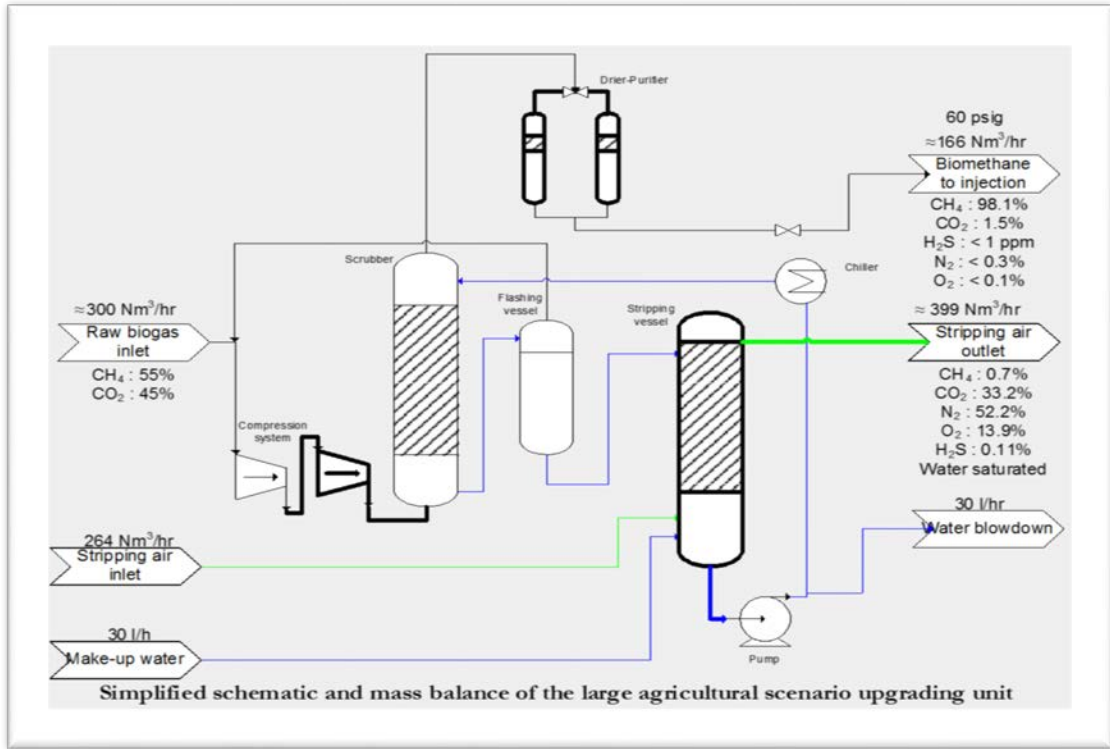 Drier-Purifier
60 psig
≈166 Nm³/hr
Biomethane
to injection
CH₄ : 98.1%
CO₂ : 1.5%
H₂S : < 1 ppm
N₂ : < 0.3%
O₂ : < 0.1%
Scrubber
Chiller
Flashing
vessel
Stripping
vessel
≈300 Nm³/hr
Raw biogas
inlet
CH₄ : 55%
CO₂ : 45%
≈ 399 Nm³/hr
Stripping air
outlet
CH₄ : 0.7%
CO₂ : 33.2%
N₂ : 52.2%
O₂ : 13.9%
H₂S : 0.11%
Water saturated
Compression
system
30 l/hr
Water blowdown
264 Nm³/hr
Stripping air
inlet
30 l/h
Make-up water
Pump
Simplified schematic and mass balance of the large agricultural scenario upgrading unit